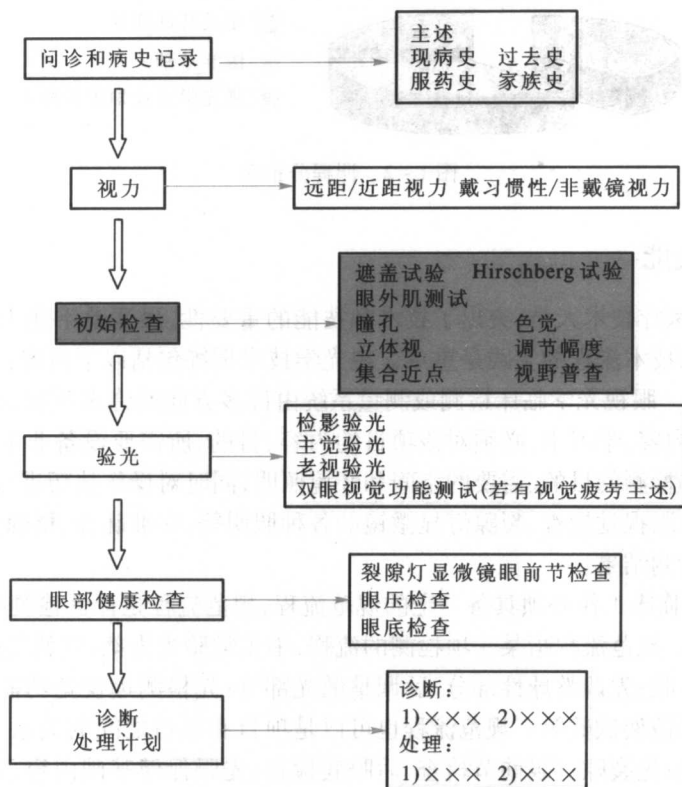 问诊和病史记录
主述
现病史 过去史
服药史 家族史
视力
远距/近距视力 戴习惯性/非戴镜视力
初始检查
遮盖试验 Hirschberg 试验
眼外肌测试
瞳孔 色觉
立体视 调节幅度
集合近点 视野普查
验光
检影验光
主觉验光
老视验光
双眼视觉功能测试(若有视觉疲劳主述)
眼部健康检查
裂隙灯显微镜眼前节检查
眼压检查
眼底检查
诊断
处理计划
诊断:
1)××× 2)×××
处理:
1)××× 2)×××